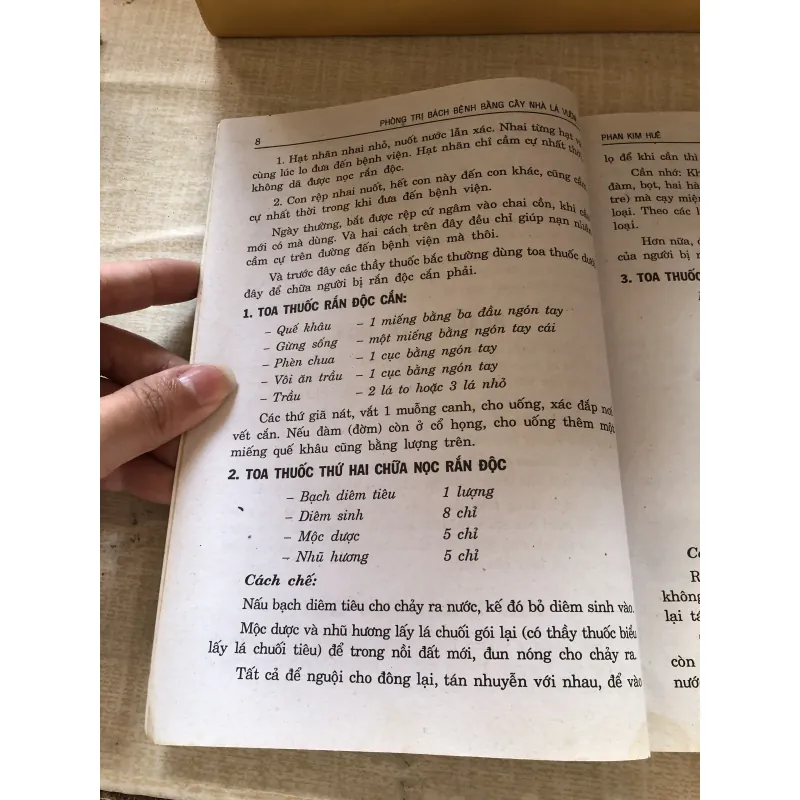 8 PHÒNG TRỊ BÁCH BỆNH BẰNG CÂY NHÀ LÁ VƯỜN
1. Hạt nhãn nhai nhỏ, nuốt nước lẫn xác. Nhai từng hạt và
cùng lúc lo đưa đến bệnh viện. Hạt nhãn chỉ cầm cự nhất thời
không dã được nọc rắn độc.
2. Con rệp nhai nuốt, hết con này đến con khác, cũng cầm
cự nhất thời trong khi đưa đến bệnh viện.
Ngày thường, bắt được rệp cứ ngâm vào chai cồn, khi cần
mới có mà dùng. Và hai cách trên đây đều chỉ giúp nạn nhân
cầm cự trên đường đến bệnh viện mà thôi.
Và trước đây các thầy thuốc bắc thường dùng toa thuốc dưới
đây để chữa người bị rắn độc cắn phải.
1. TOA THUỐC RẮN ĐỘC CẮN:
– Quế khâu – 1 miếng bằng ba đầu ngón tay
– Gừng sống – một miếng bằng ngón tay cái
– Phèn chua – 1 cục bằng ngón tay
– Vôi ăn trầu – 1 cục bằng ngón tay
– Trầu – 2 lá to hoặc 3 lá nhỏ
Các thứ giã nát, vắt 1 muỗng canh, cho uống, xác đắp nơi
vết cắn. Nếu đàm (đờm) còn ở cổ họng, cho uống thêm một
miếng quế khâu cũng bằng lượng trên.
2. TOA THUỐC THỨ HAI CHỮA NỌC RẮN ĐỘC
– Bạch diêm tiêu 1 lượng
– Diêm sinh 8 chỉ
– Mộc dược 5 chỉ
– Nhũ hương 5 chỉ
Cách chế:
Nấu bạch diêm tiêu cho chảy ra nước, kế đó bỏ diêm sinh vào.
Mộc dược và nhũ hương lấy lá chuối gói lại (có thầy thuốc biểu
lấy lá chuối tiêu) để trong nồi đất mới, đun nóng cho chảy ra.
Tất cả để nguội cho đông lại, tán nhuyễn với nhau, để vào
PHAN KIM HUÊ
lọ để khi cần thì
Cần nhớ:
đàm, bọt, hai hà
tre) mà cạy miện
loại. Theo các
loại.
Hơn nữa,
của người bị
3. TOA THUỐC
không
lại tá
còn
nướ